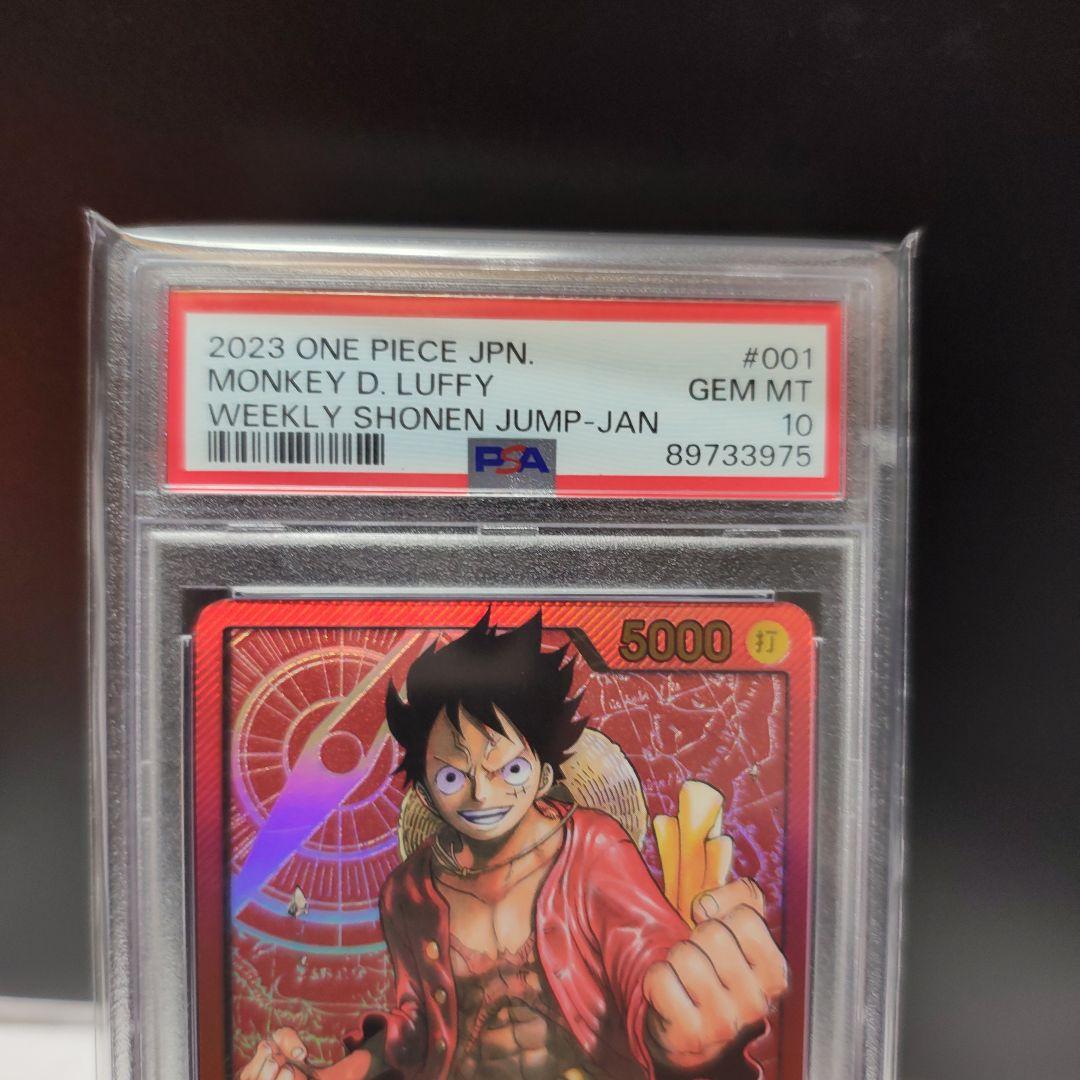 2023 ONE PIECE JPN. #001
MONKEY D. LUFFY GEM MT
WEEKLY SHONEN JUMP-JAN 10
PSA 89733975
5000 打